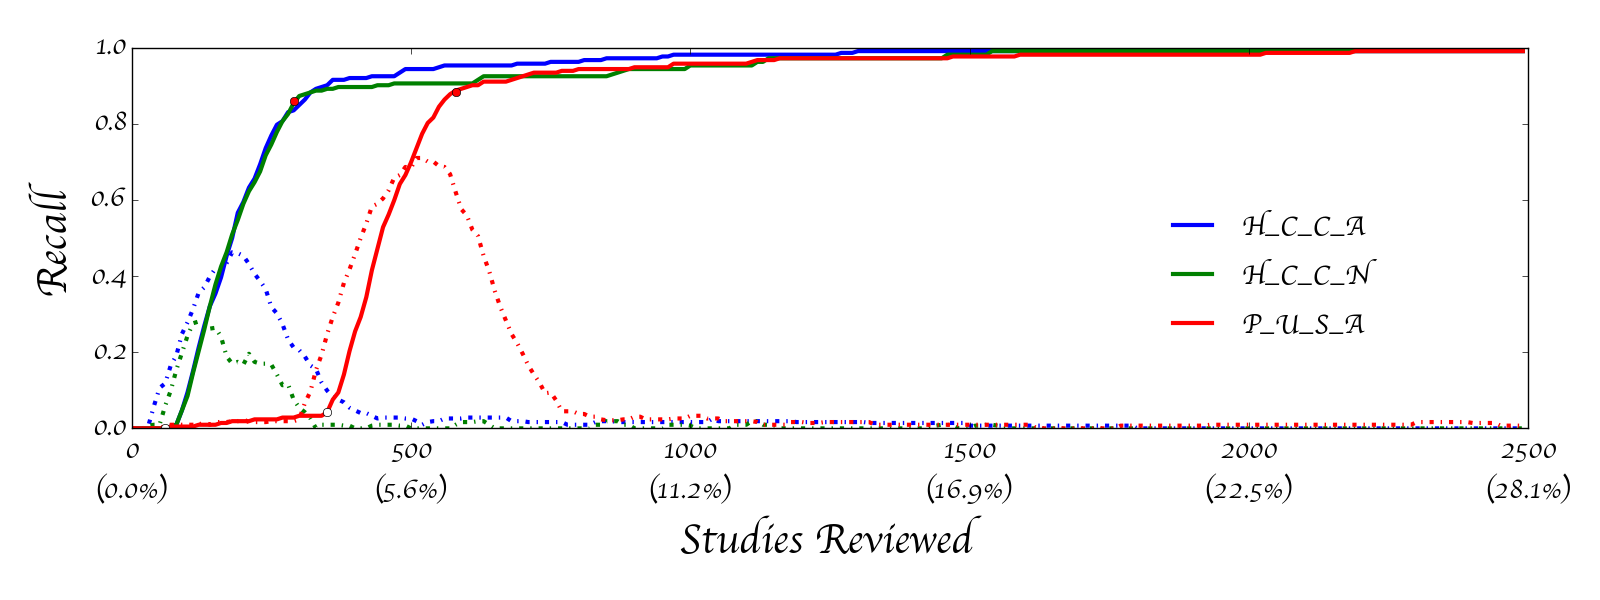 1.0
0.8
0.6
0.4
0.2
0.0
Recall
H_C_C_A
H_C_C_N
P_U_S_A
0 500 1000 1500 2000 2500
(0.0%) (5.6%) (11.2%) (16.9%) (22.5%) (28.1%)
Studies Reviewed